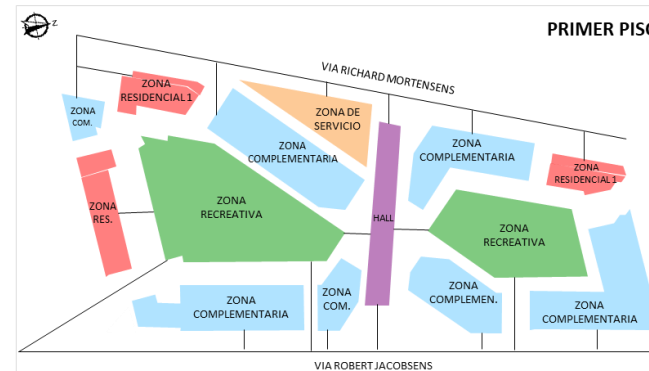 Z
PRIMER PISO
VIA RICHARD MORTENSENS
ZONA
RESIDENCIAL 1
ZONA
COM.
ZONA DE
SERVICIO
ZONA
COMPLEMENTARIA
ZONA
COMPLEMENTARIA
ZONA
RESIDENCIAL 1
ZONA
RES.
ZONA
RECREATIVA
HALL
ZONA
RECREATIVA
ZONA
COMPLEMENTARIA
ZONA
COM.
ZONA
COMPLEMEN.
ZONA
COMPLEMENTARIA
VIA ROBERT JACOBSENS